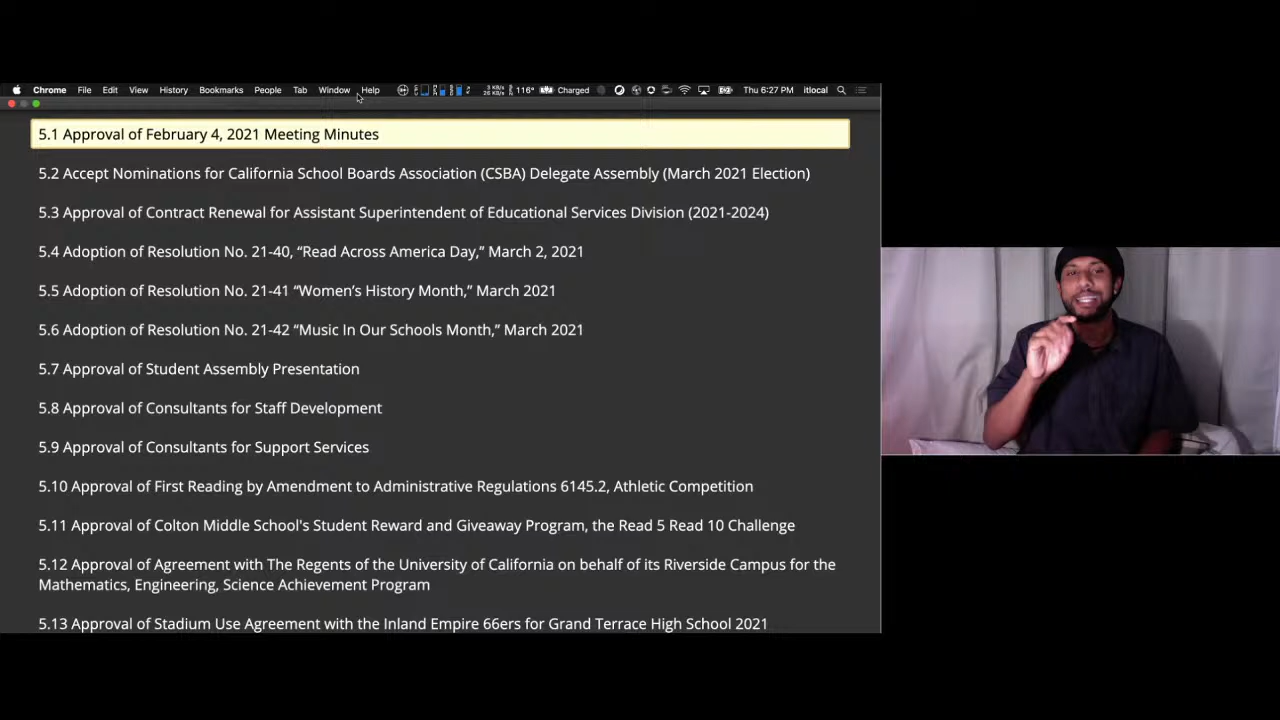 Chrome File Edit View History Bookmarks People Tab Window Help 116° Charged Thu 6:27 PM itlocal
5.1 Approval of February 4, 2021 Meeting Minutes
5.2 Accept Nominations for California School Boards Association (CSBA) Delegate Assembly (March 2021 Election)
5.3 Approval of Contract Renewal for Assistant Superintendent of Educational Services Division (2021-2024)
5.4 Adoption of Resolution No. 21-40, “Read Across America Day,” March 2, 2021
5.5 Adoption of Resolution No. 21-41 “Women’s History Month,” March 2021
5.6 Adoption of Resolution No. 21-42 “Music In Our Schools Month,” March 2021
5.7 Approval of Student Assembly Presentation
5.8 Approval of Consultants for Staff Development
5.9 Approval of Consultants for Support Services
5.10 Approval of First Reading by Amendment to Administrative Regulations 6145.2, Athletic Competition
5.11 Approval of Colton Middle School's Student Reward and Giveaway Program, the Read 5 Read 10 Challenge
5.12 Approval of Agreement with The Regents of the University of California on behalf of its Riverside Campus for the
Mathematics, Engineering, Science Achievement Program
5.13 Approval of Stadium Use Agreement with the Inland Empire 66ers for Grand Terrace High School 2021